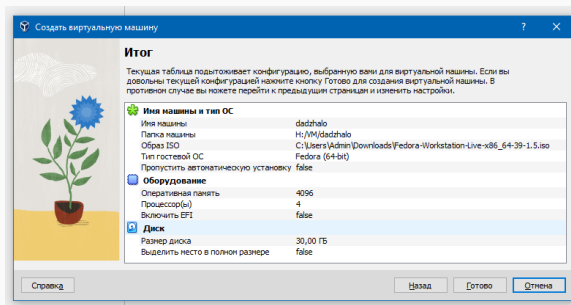 Создать виртуальную машину
Итог
Текущая таблица подытоживает конфигурацию, выбранную вами для виртуальной машины. Если вы
довольны текущей конфигурацией нажмите кнопку Готово для создания виртуальной машины. В
противном случае вы можете перейти к предыдущим страницам и изменить настройки.
Имя машины и тип ОС
Имя машины dadzhalo
Папка машины H:/VM/dadzhalo
Образ ISO C:\Users\Admin\Downloads\Fedora-Workstation-Live-x86_64-39-1.5.iso
Тип гостевой ОС Fedora (64-bit)
Пропустить автоматическую установку false
Оборудование
Оперативная память 4096
Процессор(ы) 4
Включить EFI false
Диск
Размер диска 30,00 ГБ
Выделить место в полном размере false
Справка Назад Готово Отмена